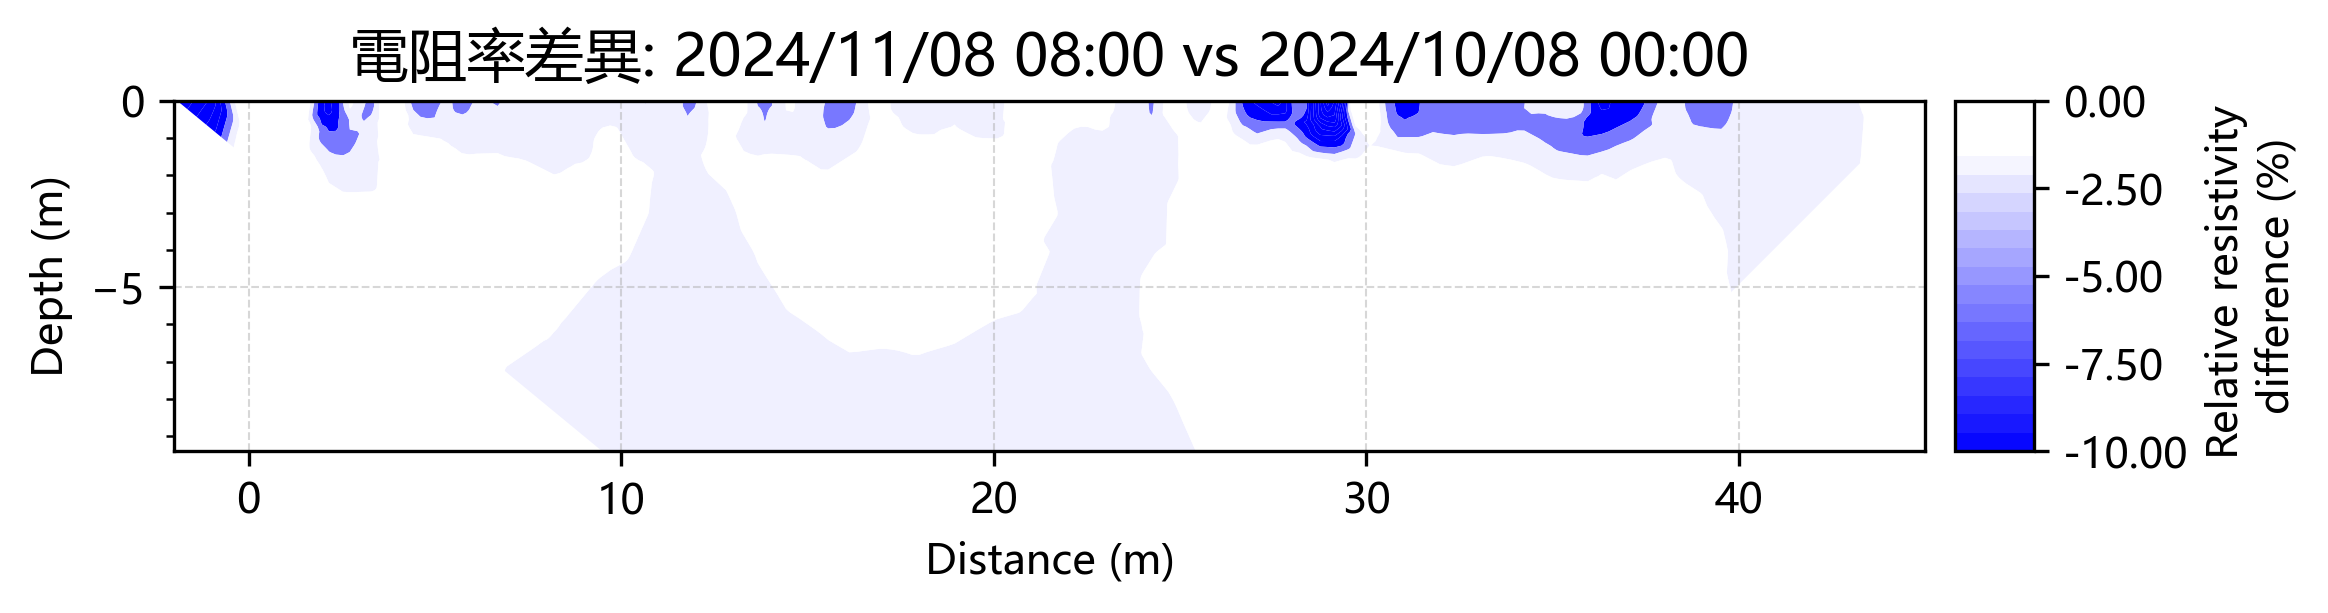 電阻率差異: 2024/11/08 08:00 vs 2024/10/08 00:00
0
−5
Depth (m)
0
10
20
30
40
Distance (m)
0.00
-2.50
-5.00
-7.50
-10.00
Relative resistivity
difference (%)